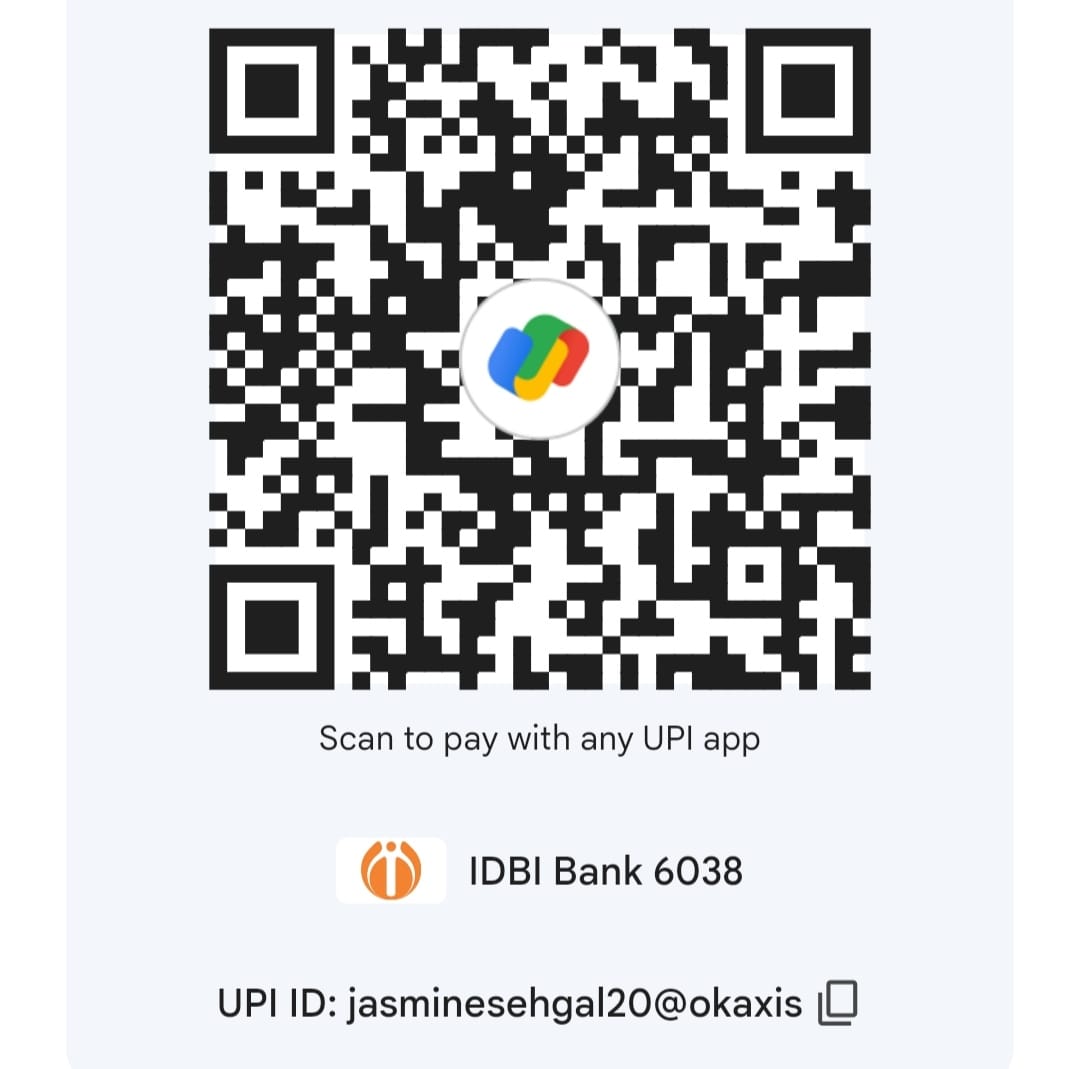 Scan to pay with any UPI app
IDBI Bank 6038
UPI ID: jasminesehgal20@okaxis